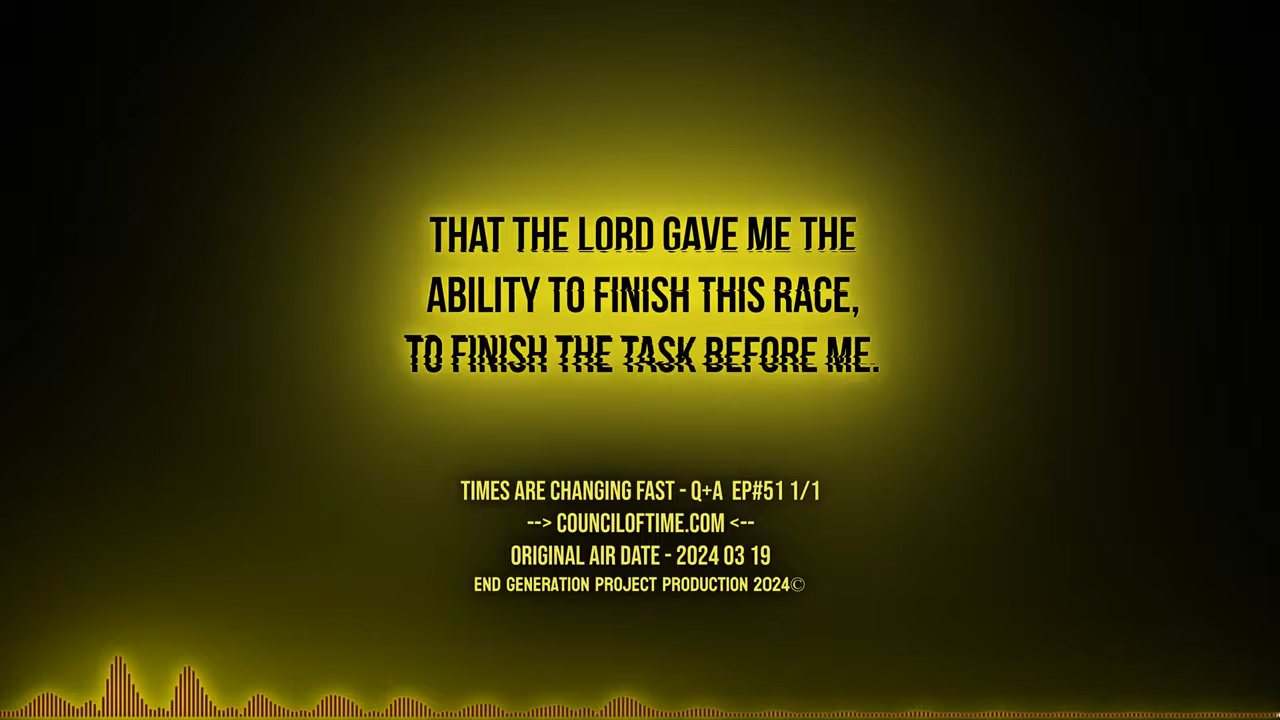 THAT THE LORD GAVE ME THE
ABILITY TO FINISH THIS RACE,
TO FINISH THE TASK BEFORE ME.
TIMES ARE CHANGING FAST - Q+A EP#51 1/1
--> COUNCILOFTIME.COM <--
ORIGINAL AIR DATE - 2024 03 19
END GENERATION PROJECT PRODUCTION 2024©